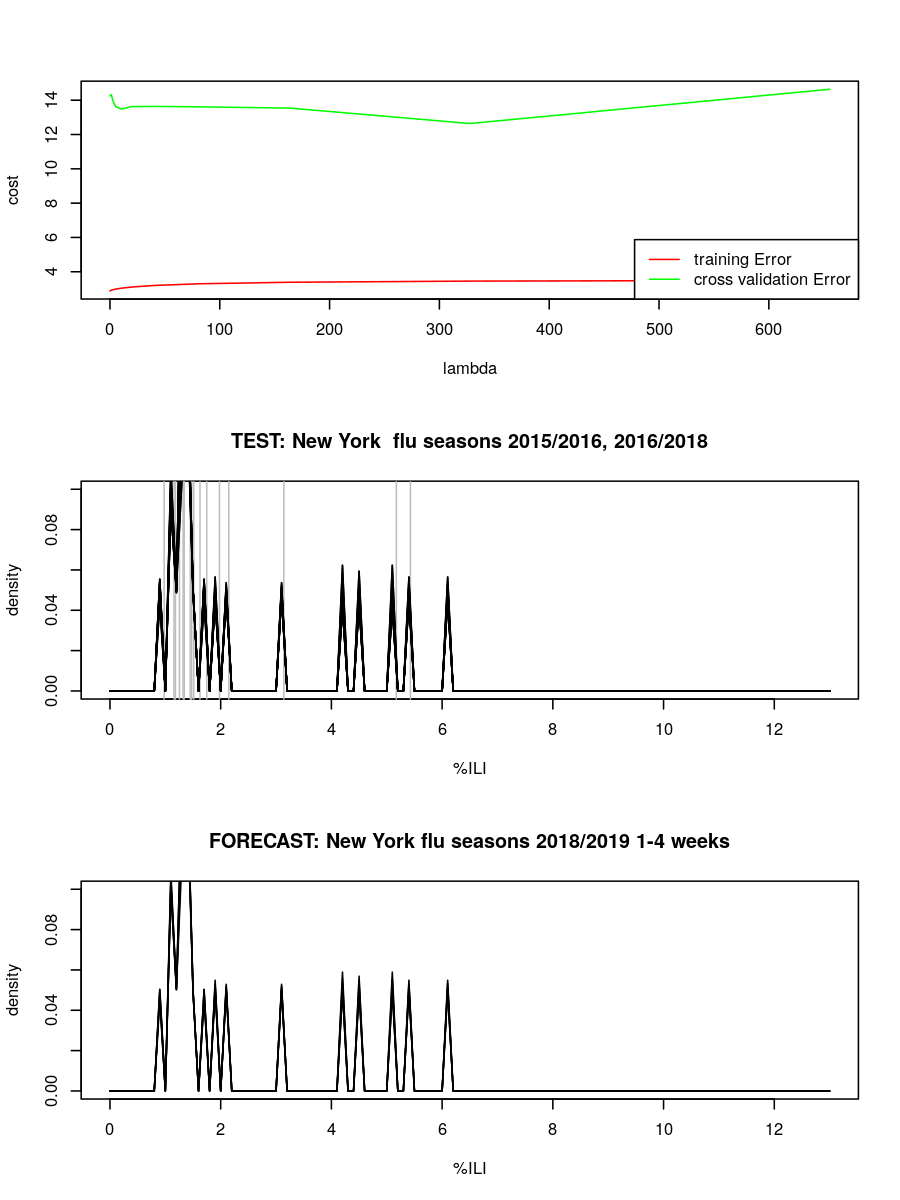 14
12
10
8
6
4
cost
training Error
cross validation Error
0 100 200 300 400 500 600
lambda
TEST: New York  flu seasons 2015/2016, 2016/2018
0.08
0.04
0.00
density
0 2 4 6 8 10 12
%ILI
FORECAST: New York flu seasons 2018/2019 1-4 weeks
0.08
0.04
0.00
density
0 2 4 6 8 10 12
%ILI